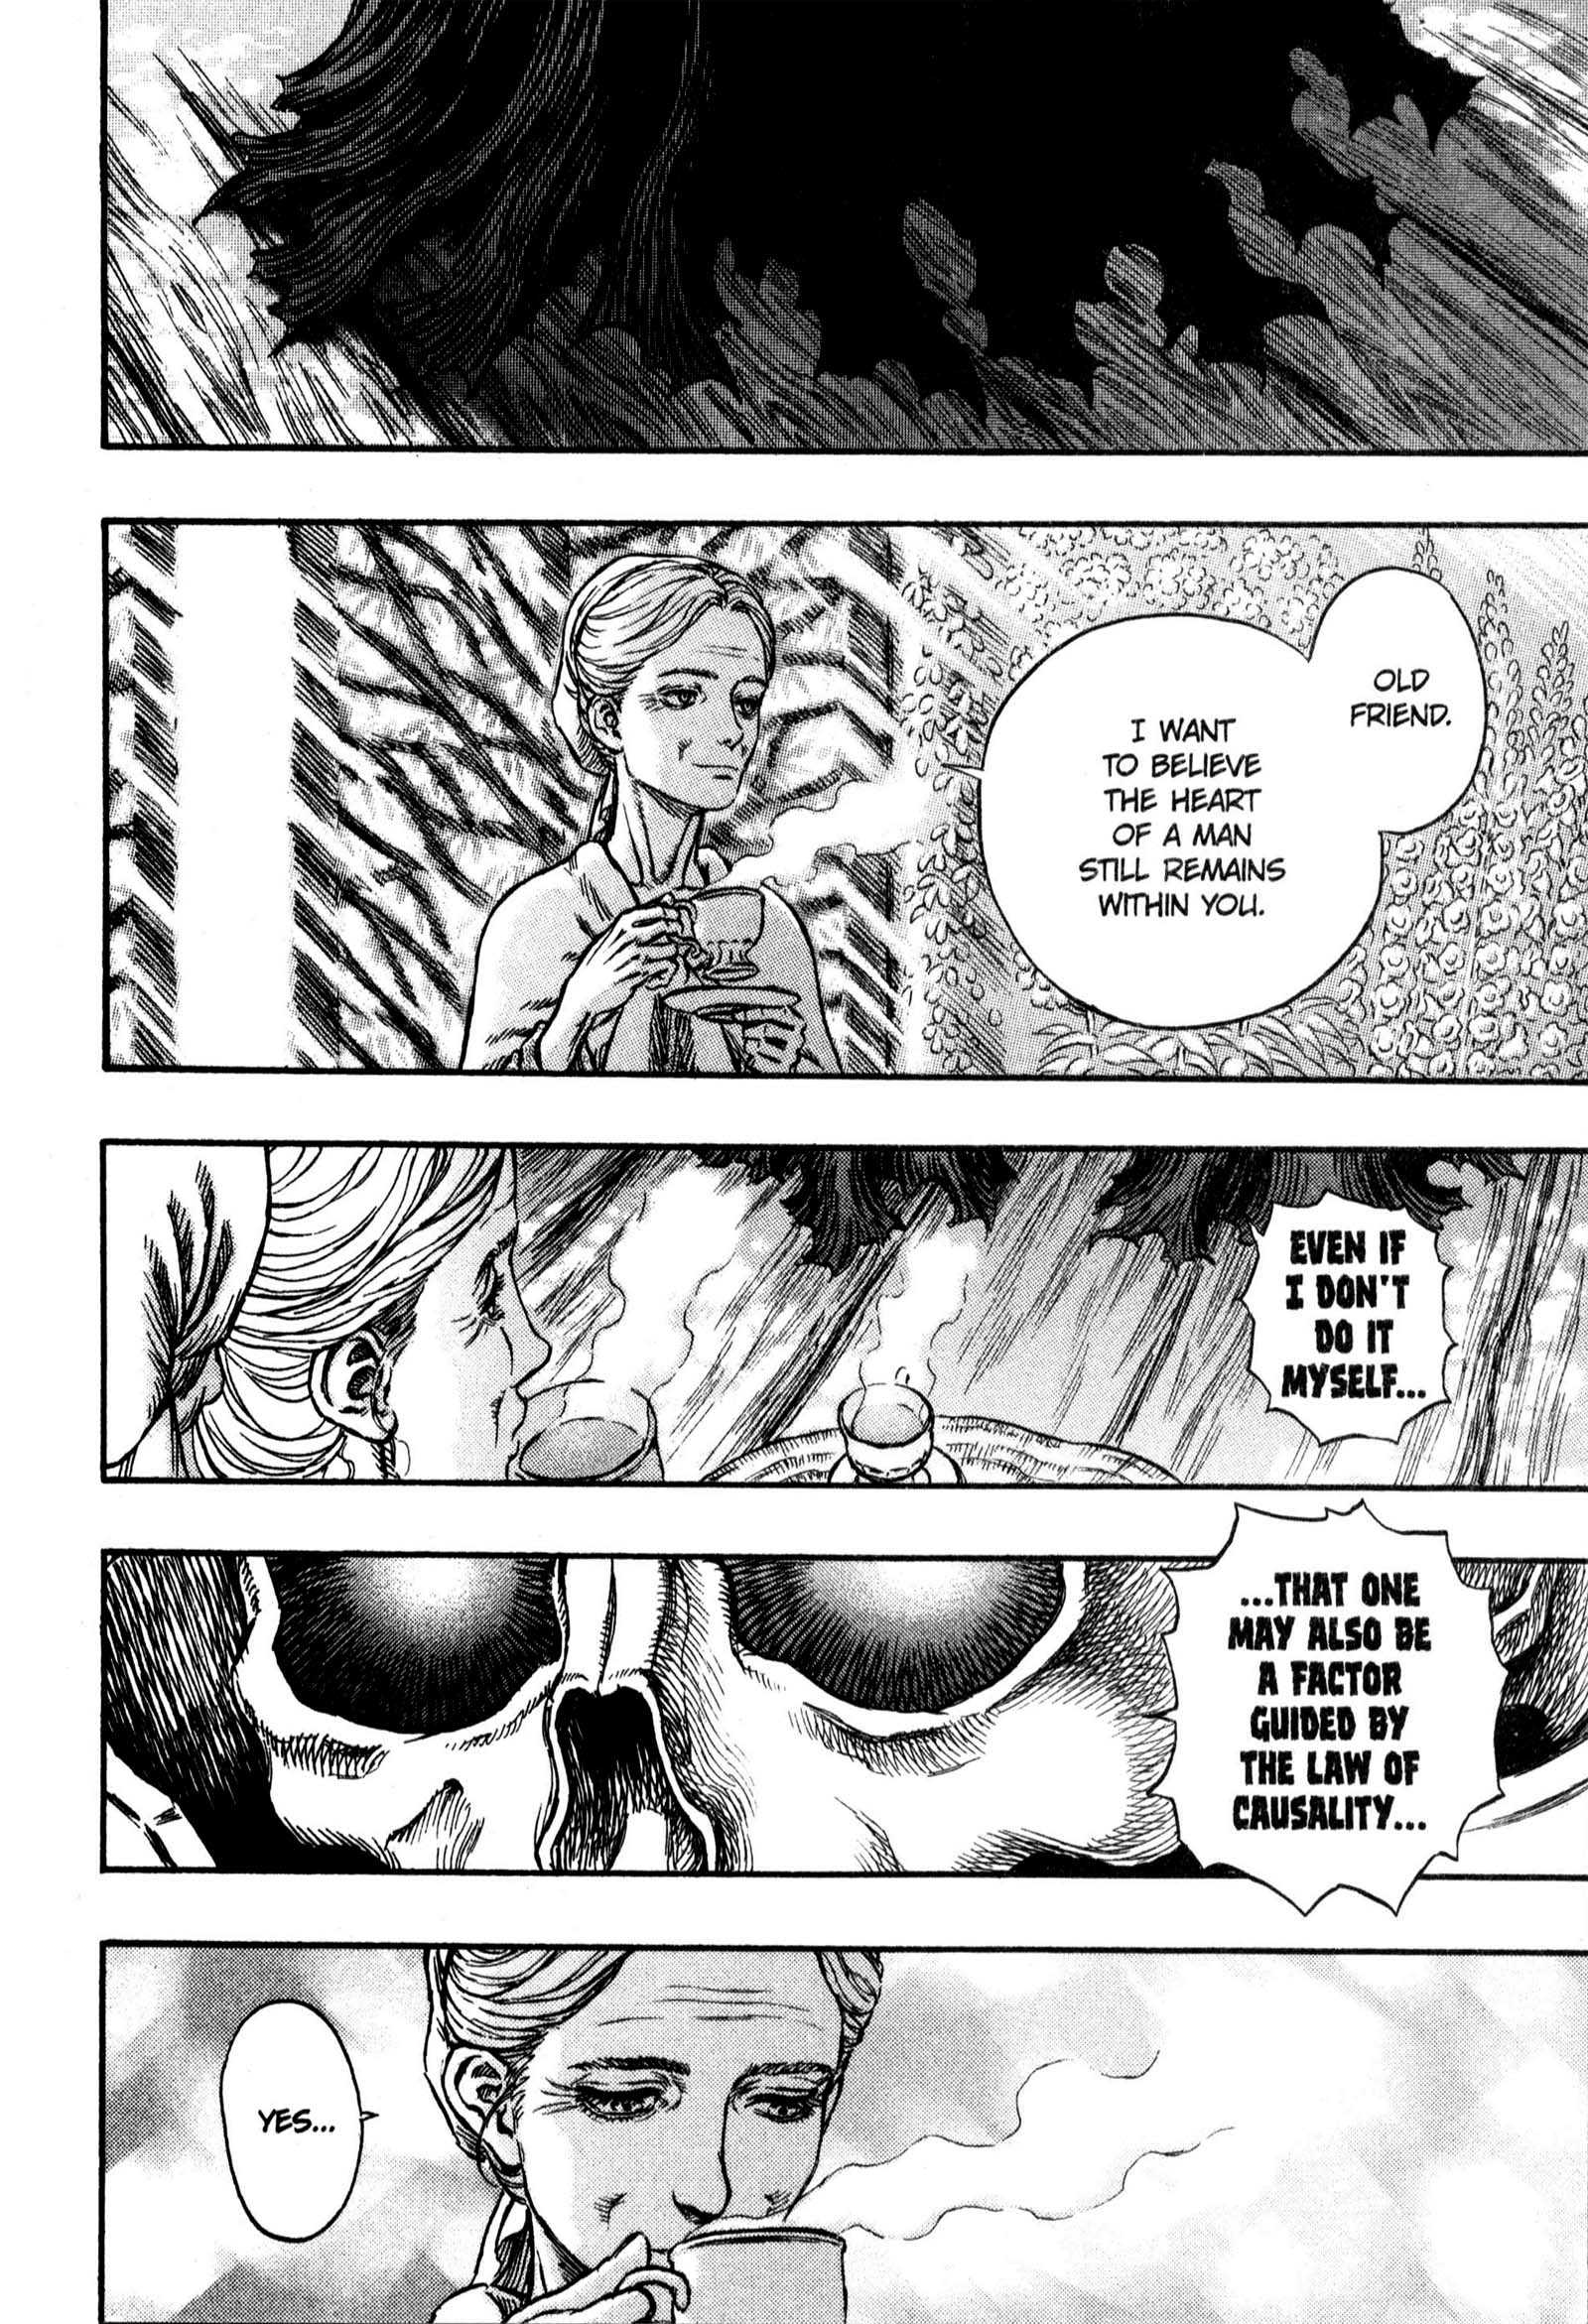 OLD
FRIEND.
I WANT
TO BELIEVE
THE HEART
OF A MAN
STILL REMAINS
WITHIN YOU.
EVEN IF
I DON'T
DO IT
MYSELF...
...THAT ONE
MAY ALSO BE
A FACTOR
GUIDED BY
THE LAW OF
CAUSALITY...
YES...